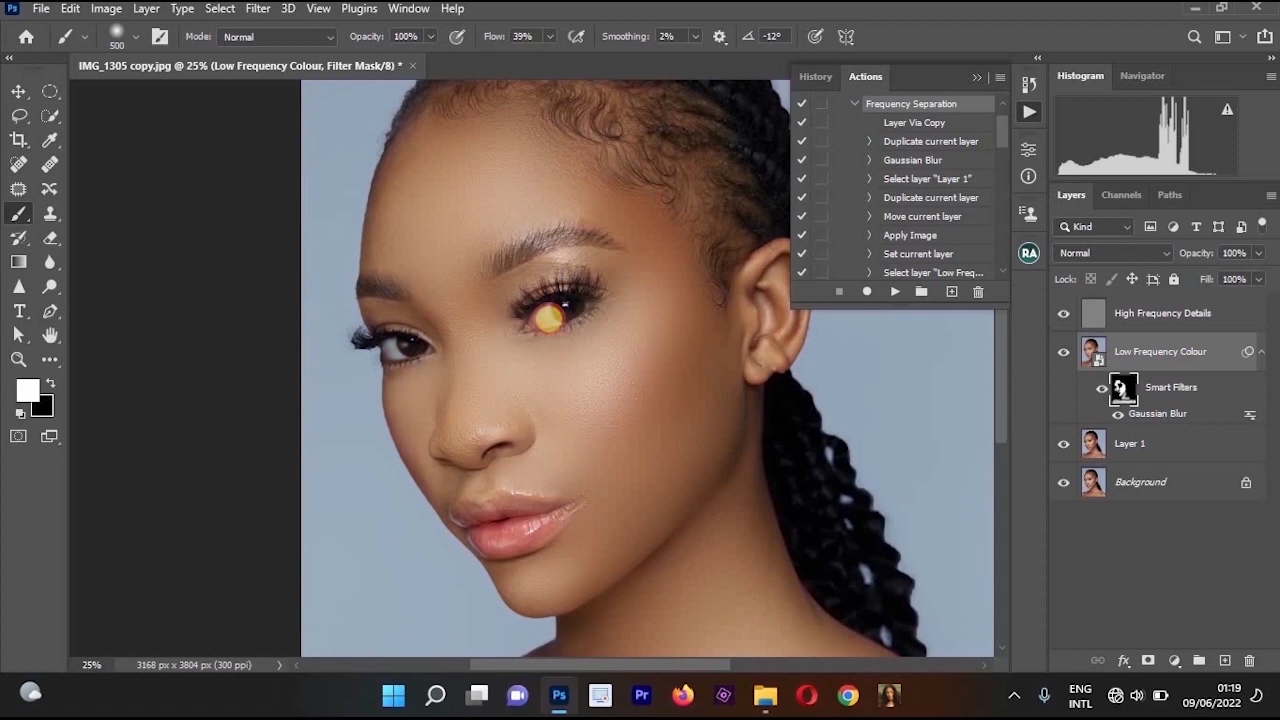 Ps File Edit Image Layer Type Select Filter 3D View Plugins Window Help
500 Mode: Normal Opacity: 100% Flow: 39% Smoothing: 2% -12°
IMG_1305 copy.jpg @ 25% (Low Frequency Colour, Filter Mask/8) * ×
History Actions
Frequency Separation
Layer Via Copy
Duplicate current layer
Gaussian Blur
Select layer "Layer 1"
Duplicate current layer
Move current layer
Apply Image
Set current layer
Select layer "Low Freq...
Histogram Navigator
Layers Channels Paths
Kind
Normal Opacity: 100%
Lock: Fill: 100%
High Frequency Details
RA
Low Frequency Colour
Smart Filters
Gaussian Blur
Layer 1
Background
fx
25% 3168 px x 3804 px (300 ppi)
Ps Pr
ENG
INTL
01:19
09/06/2022